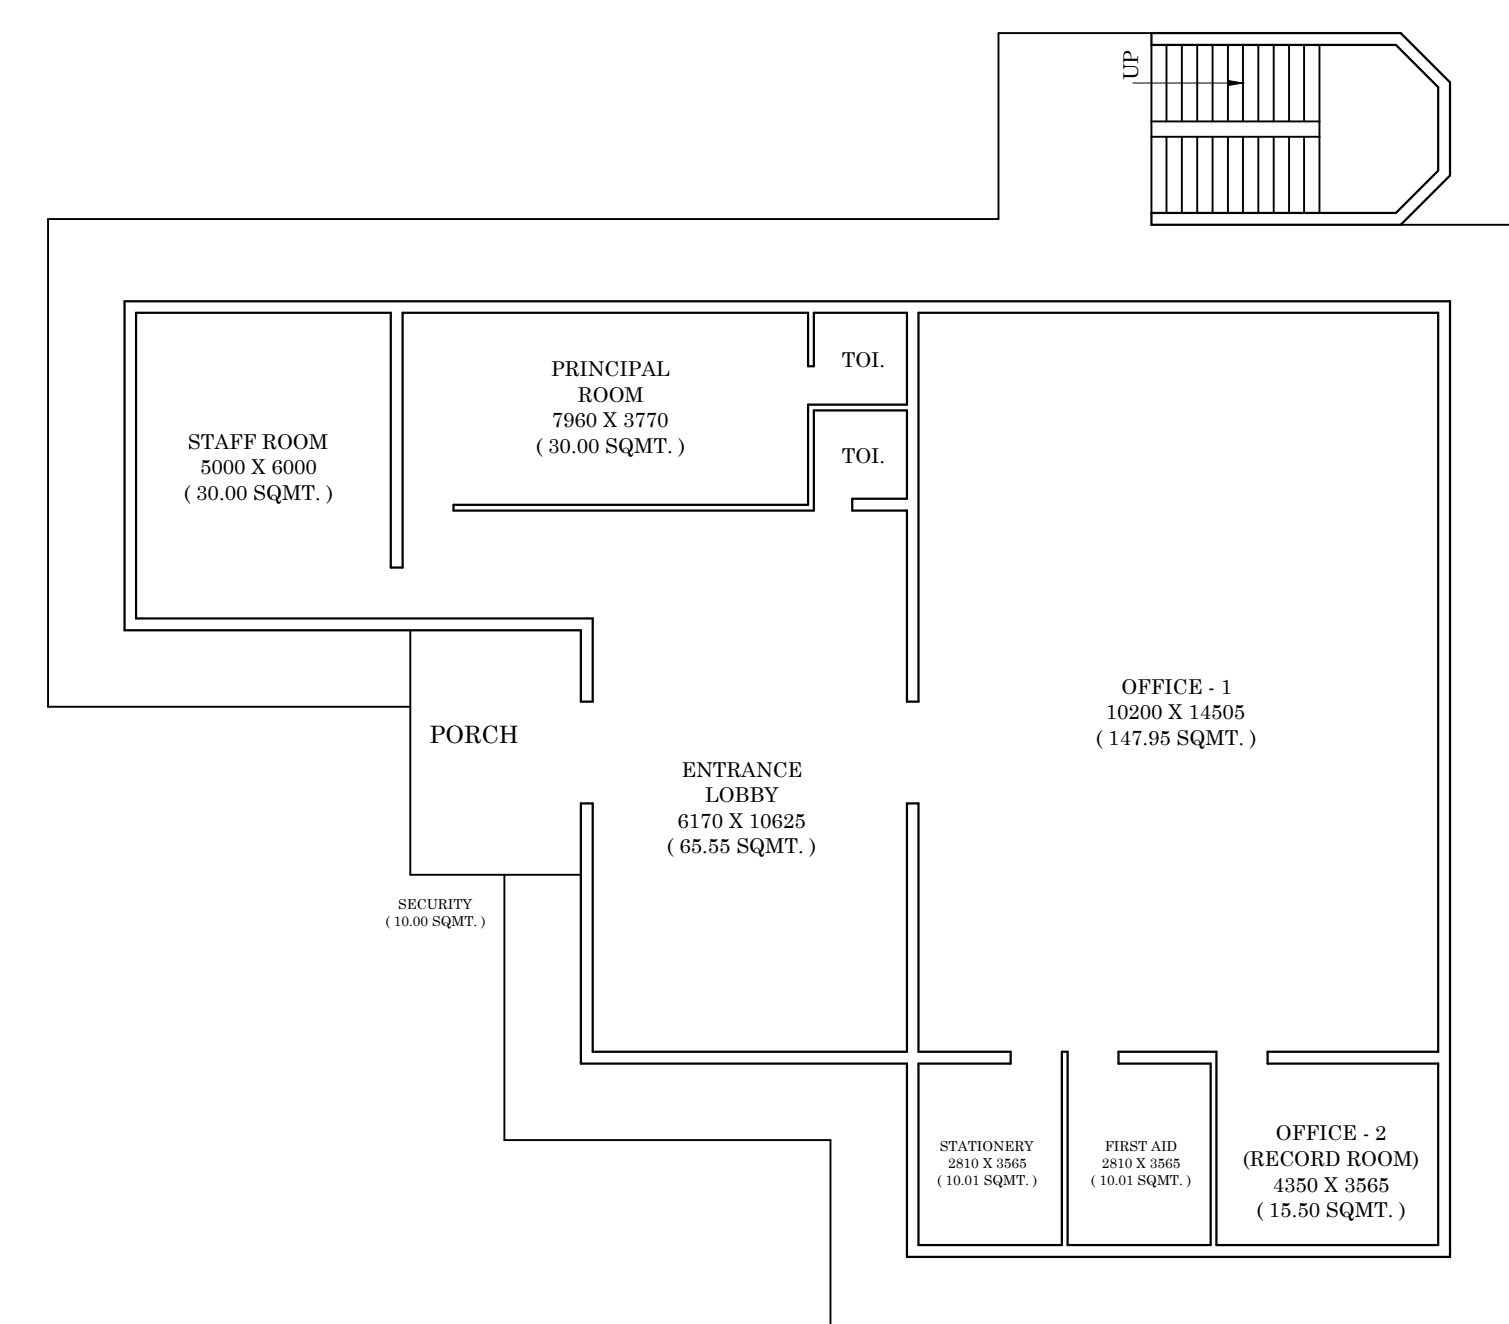 UP
PRINCIPAL
ROOM
7960 X 3770
( 30.00 SQMT. )
TOI.
STAFF ROOM
5000 X 6000
( 30.00 SQMT. )
TOI.
OFFICE - 1
10200 X 14505
( 147.95 SQMT. )
PORCH
ENTRANCE
LOBBY
6170 X 10625
( 65.55 SQMT. )
SECURITY
( 10.00 SQMT. )
STATIONERY
2810 X 3565
( 10.01 SQMT. )
FIRST AID
2810 X 3565
( 10.01 SQMT. )
OFFICE - 2
(RECORD ROOM)
4350 X 3565
( 15.50 SQMT. )